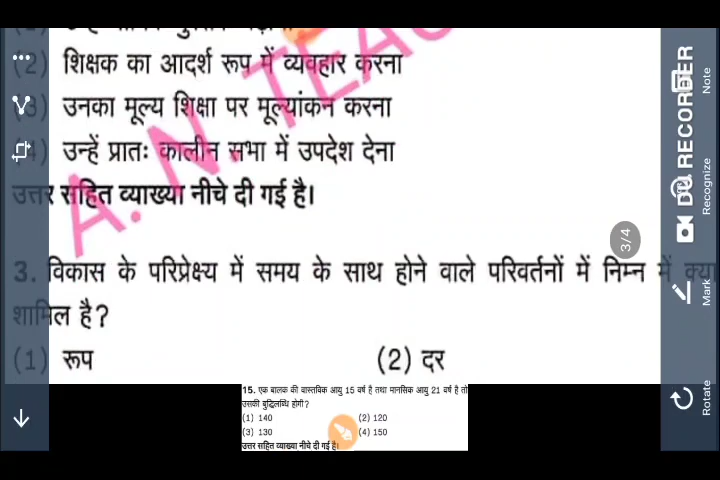 (2) शिक्षक का आदर्श रूप में व्यवहार करना
(3) उनका मूल्य शिक्षा पर मूल्यांकन करना
(4) उन्हें प्रातः कालीन सभा में उपदेश देना
उत्तर सहित व्याख्या नीचे दी गई है।
A. N. TEAC
3. विकास के परिप्रेक्ष्य में समय के साथ होने वाले परिवर्तनों में निम्न में क्या
शामिल है?
(1) रूप (2) दर
15. एक बालक की वास्तविक आयु 15 वर्ष है तथा मानसिक आयु 21 वर्ष है तो
उसकी बुद्धिलब्धि होगी?
(1) 140 (2) 120
(3) 130 (4) 150
उत्तर सहित व्याख्या नीचे दी गई है।
3/4
DU RECORDER
Note
Recognize
Mark
Rotate